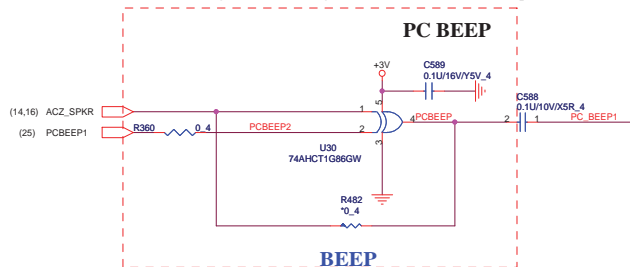 PC BEEP
+3V
C589
0.1U/16V/Y5V_4
C588
0.1U/10V/X5R_4
(14,16) ACZ_SPKR
1
5
4
PCBEEP
2
1
PC_BEEP1
(25) PCBEEP1
R360
0_4
PCBEEP2
2
3
U30
74AHCT1G86GW
R482
*0_4
BEEP